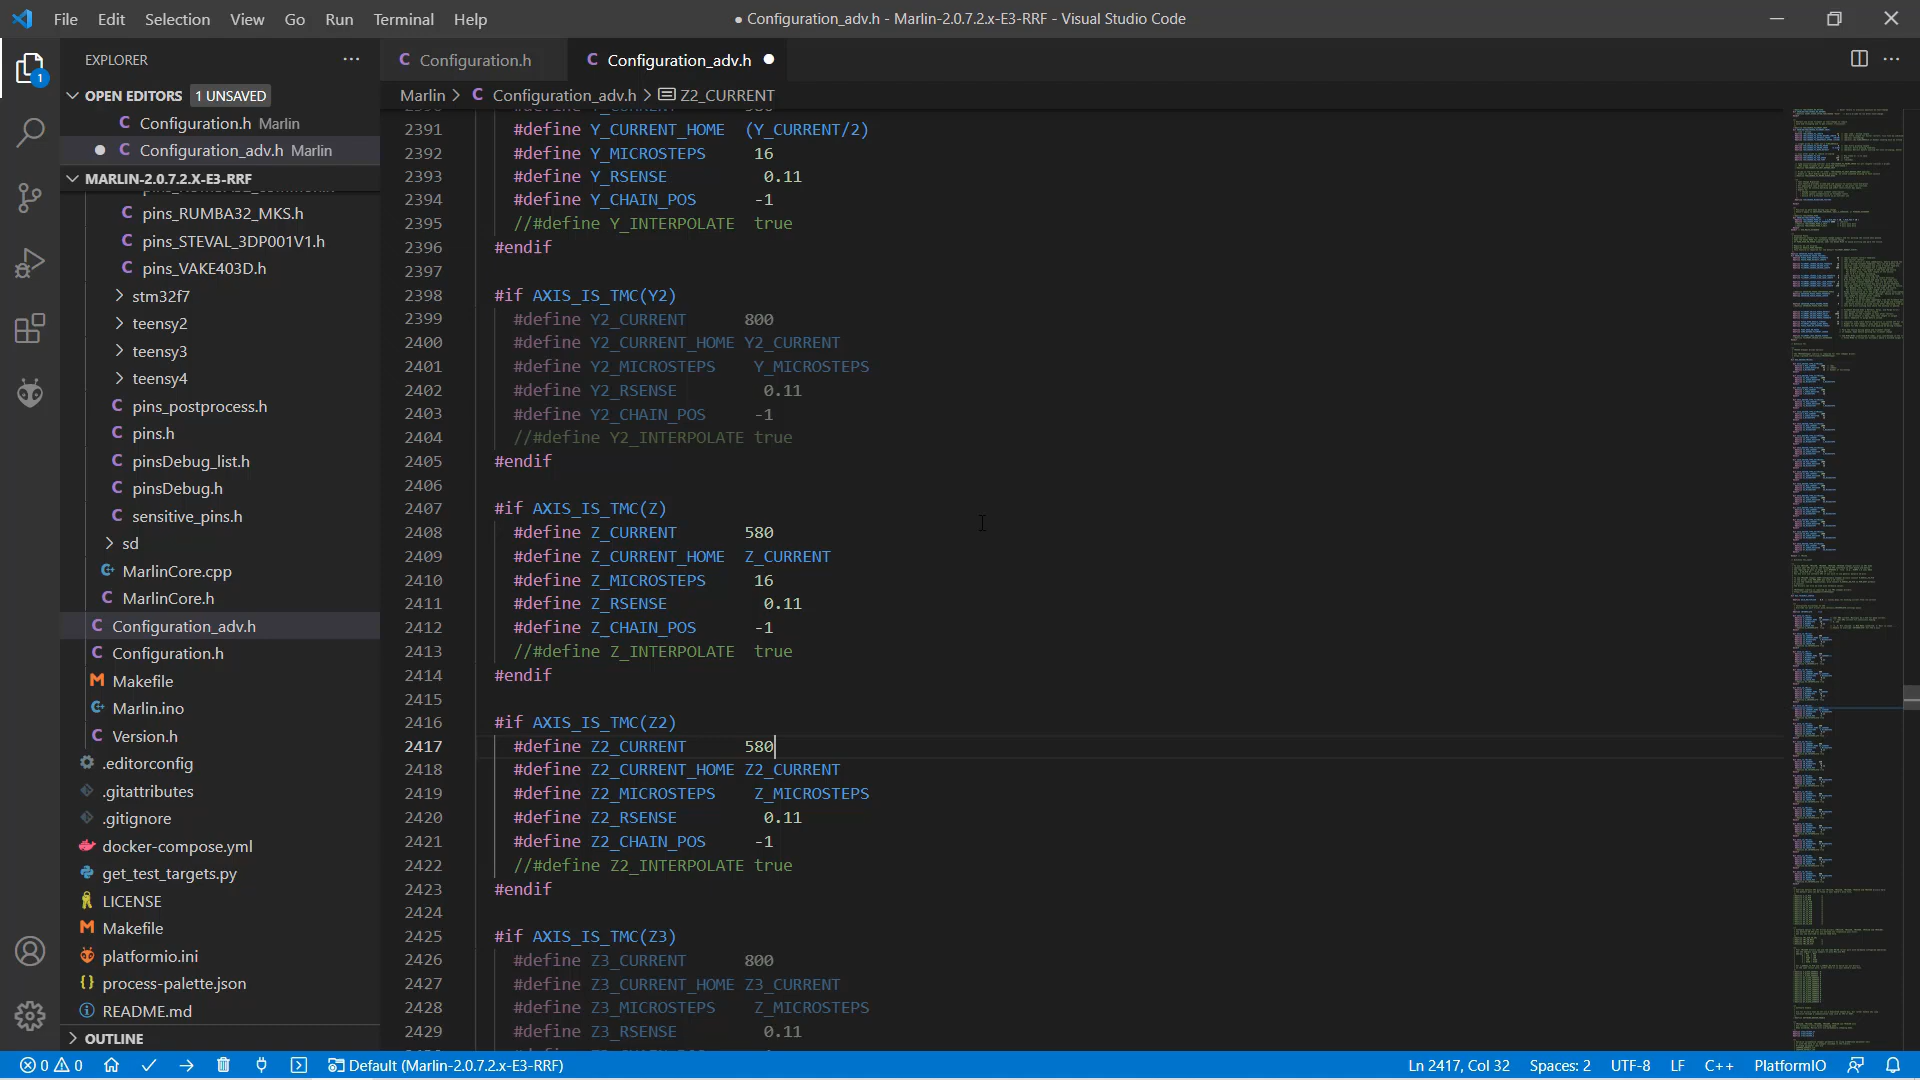 File Edit Selection View Go Run Terminal Help
● Configuration_adv.h - Marlin-2.0.7.2.x-E3-RRF - Visual Studio Code
EXPLORER
OPEN EDITORS 1 UNSAVED
C Configuration.h Marlin
C Configuration_adv.h Marlin
MARLIN-2.0.7.2.X-E3-RRF
C pins_RUMBA32_MKS.h
C pins_STEVAL_3DP001V1.h
C pins_VAKE403D.h
stm32f7
teensy2
teensy3
teensy4
C pins_postprocess.h
C pins.h
C pinsDebug_list.h
C pinsDebug.h
C sensitive_pins.h
sd
MarlinCore.cpp
C MarlinCore.h
C Configuration_adv.h
C Configuration.h
M Makefile
Marlin.ino
C Version.h
.editorconfig
.gitattributes
.gitignore
docker-compose.yml
get_test_targets.py
LICENSE
M Makefile
platformio.ini
{} process-palette.json
README.md
OUTLINE
1
C Configuration.h
C Configuration_adv.h
Marlin > C Configuration_adv.h > Z2_CURRENT
2391 #define Y_CURRENT_HOME (Y_CURRENT/2)
2392 #define Y_MICROSTEPS 16
2393 #define Y_RSENSE 0.11
2394 #define Y_CHAIN_POS -1
2395 //#define Y_INTERPOLATE true
2396 #endif
2397
2398 #if AXIS_IS_TMC(Y2)
2399 #define Y2_CURRENT 800
2400 #define Y2_CURRENT_HOME Y2_CURRENT
2401 #define Y2_MICROSTEPS Y_MICROSTEPS
2402 #define Y2_RSENSE 0.11
2403 #define Y2_CHAIN_POS -1
2404 //#define Y2_INTERPOLATE true
2405 #endif
2406
2407 #if AXIS_IS_TMC(Z)
2408 #define Z_CURRENT 580
2409 #define Z_CURRENT_HOME Z_CURRENT
2410 #define Z_MICROSTEPS 16
2411 #define Z_RSENSE 0.11
2412 #define Z_CHAIN_POS -1
2413 //#define Z_INTERPOLATE true
2414 #endif
2415
2416 #if AXIS_IS_TMC(Z2)
2417 #define Z2_CURRENT 580
2418 #define Z2_CURRENT_HOME Z2_CURRENT
2419 #define Z2_MICROSTEPS Z_MICROSTEPS
2420 #define Z2_RSENSE 0.11
2421 #define Z2_CHAIN_POS -1
2422 //#define Z2_INTERPOLATE true
2423 #endif
2424
2425 #if AXIS_IS_TMC(Z3)
2426 #define Z3_CURRENT 800
2427 #define Z3_CURRENT_HOME Z3_CURRENT
2428 #define Z3_MICROSTEPS Z_MICROSTEPS
2429 #define Z3_RSENSE 0.11
0 0 Default (Marlin-2.0.7.2.x-E3-RRF)
Ln 2417, Col 32 Spaces: 2 UTF-8 LF C++ PlatformIO